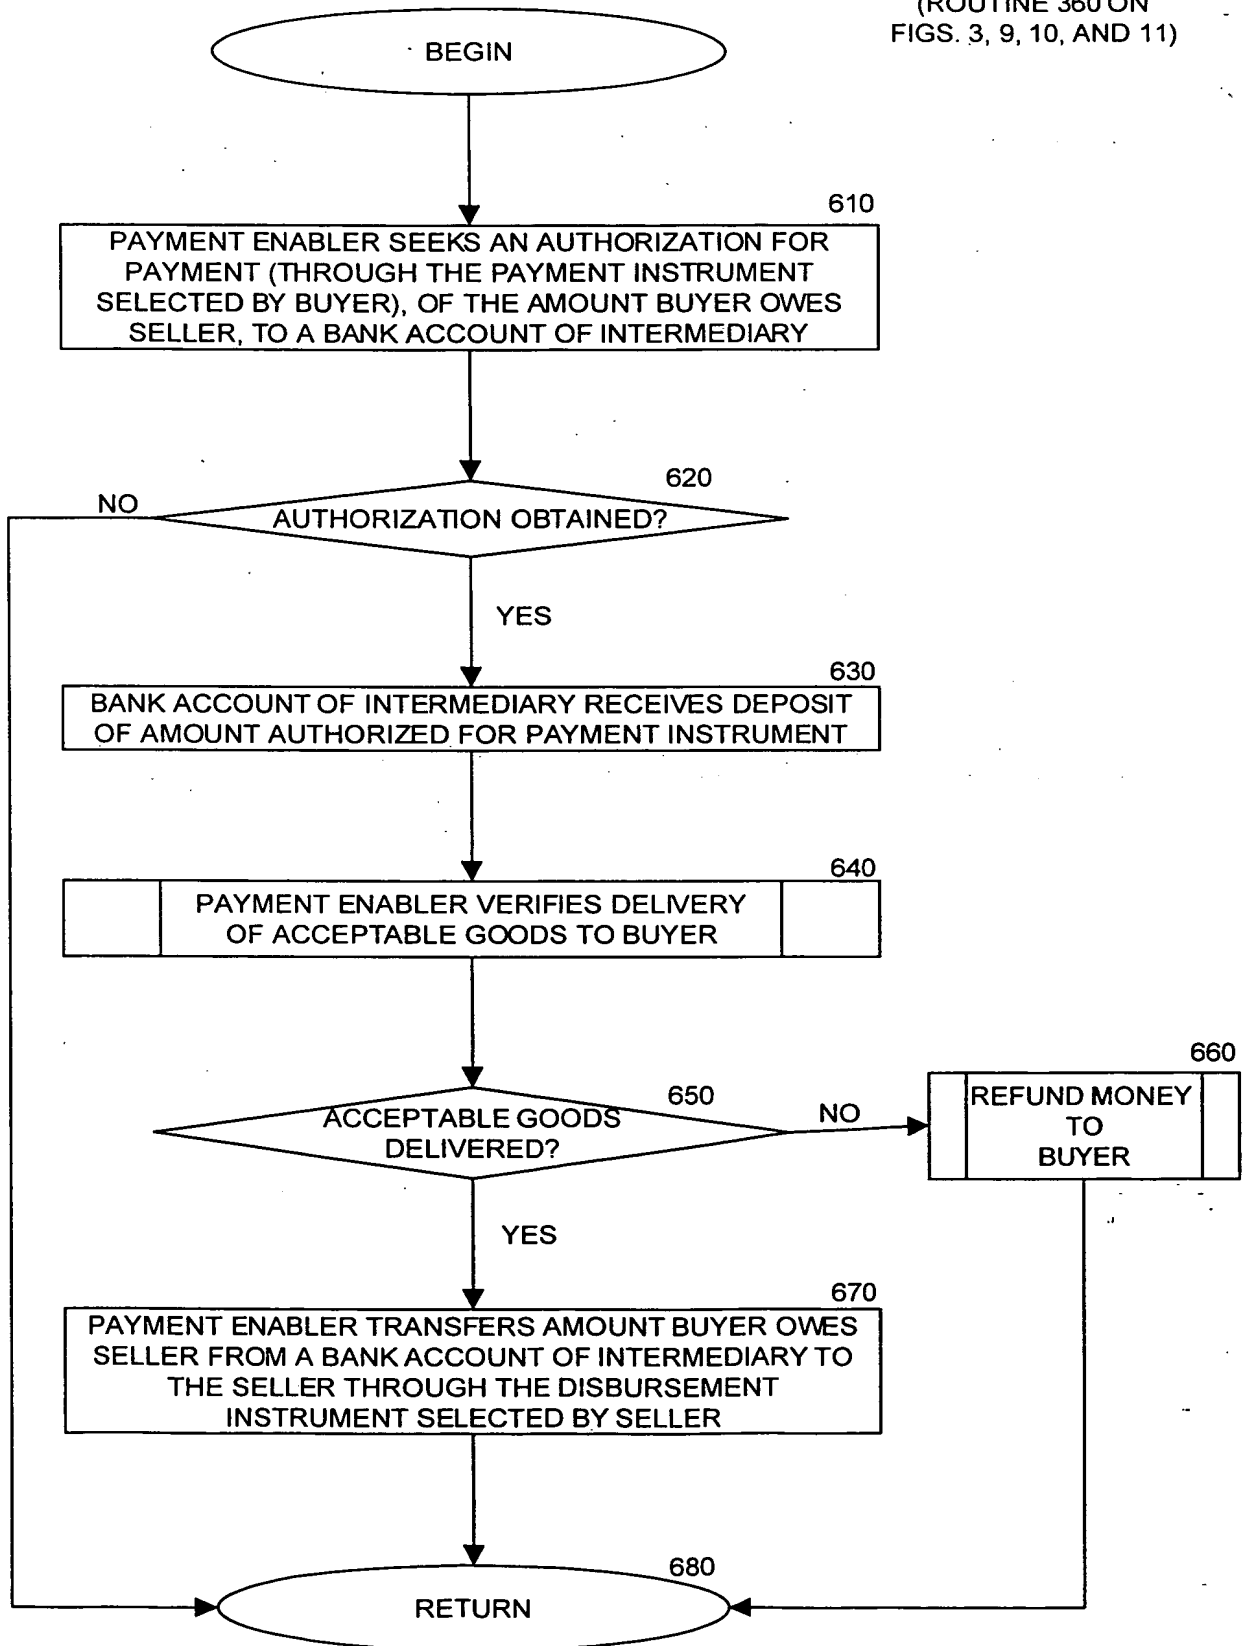 (ROUTINE 360 ON
FIGS. 3, 9, 10, AND 11)
BEGIN
610
PAYMENT ENABLER SEEKS AN AUTHORIZATION FOR
PAYMENT (THROUGH THE PAYMENT INSTRUMENT
SELECTED BY BUYER), OF THE AMOUNT BUYER OWES
SELLER, TO A BANK ACCOUNT OF INTERMEDIARY
620
NO
AUTHORIZATION OBTAINED?
YES
630
BANK ACCOUNT OF INTERMEDIARY RECEIVES DEPOSIT
OF AMOUNT AUTHORIZED FOR PAYMENT INSTRUMENT
640
PAYMENT ENABLER VERIFIES DELIVERY
OF ACCEPTABLE GOODS TO BUYER
650
ACCEPTABLE GOODS
DELIVERED?
NO
660
REFUND MONEY
TO
BUYER
YES
670
PAYMENT ENABLER TRANSFERS AMOUNT BUYER OWES
SELLER FROM A BANK ACCOUNT OF INTERMEDIARY TO
THE SELLER THROUGH THE DISBURSEMENT
INSTRUMENT SELECTED BY SELLER
680
RETURN